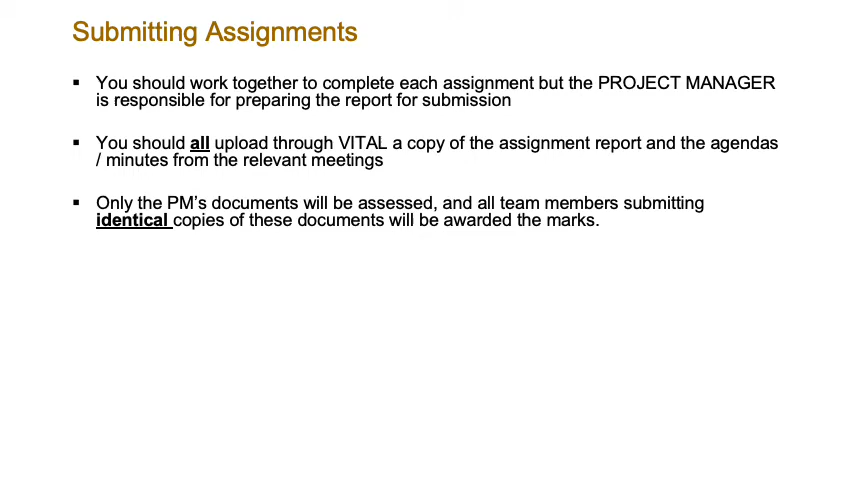 Submitting Assignments
▪ You should work together to complete each assignment but the PROJECT MANAGER
is responsible for preparing the report for submission
▪ You should all upload through VITAL a copy of the assignment report and the agendas
/ minutes from the relevant meetings
▪ Only the PM’s documents will be assessed, and all team members submitting
identical copies of these documents will be awarded the marks.